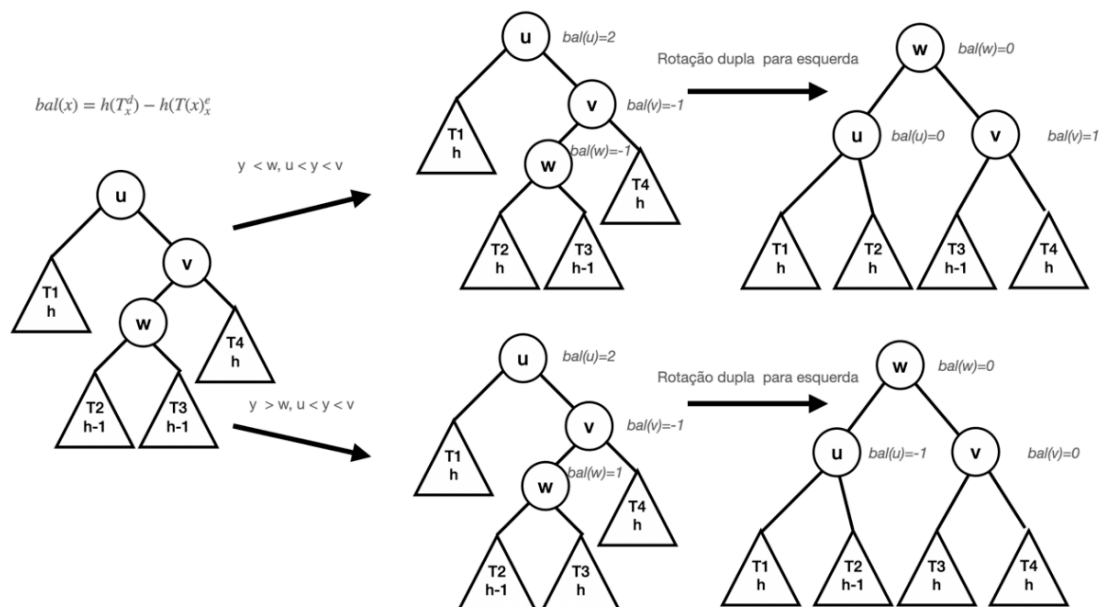 bal(x) = h(T_x^d) − h(T(x)_x^e
u
T1
h
v
w
T4
h
T2
h-1
T3
h-1
y < w, u < y < v
y > w, u < y < v
u
bal(u)=2
v
bal(v)=-1
T1
h
w
bal(w)=-1
T4
h
T2
h
T3
h-1
Rotação dupla para esquerda
w
bal(w)=0
u
bal(u)=0
v
bal(v)=1
T1
h
T2
h
T3
h-1
T4
h
u
bal(u)=2
v
bal(v)=-1
T1
h
w
bal(w)=1
T4
h
T2
h-1
T3
h
Rotação dupla para esquerda
w
bal(w)=0
u
bal(u)=-1
v
bal(v)=0
T1
h
T2
h-1
T3
h
T4
h